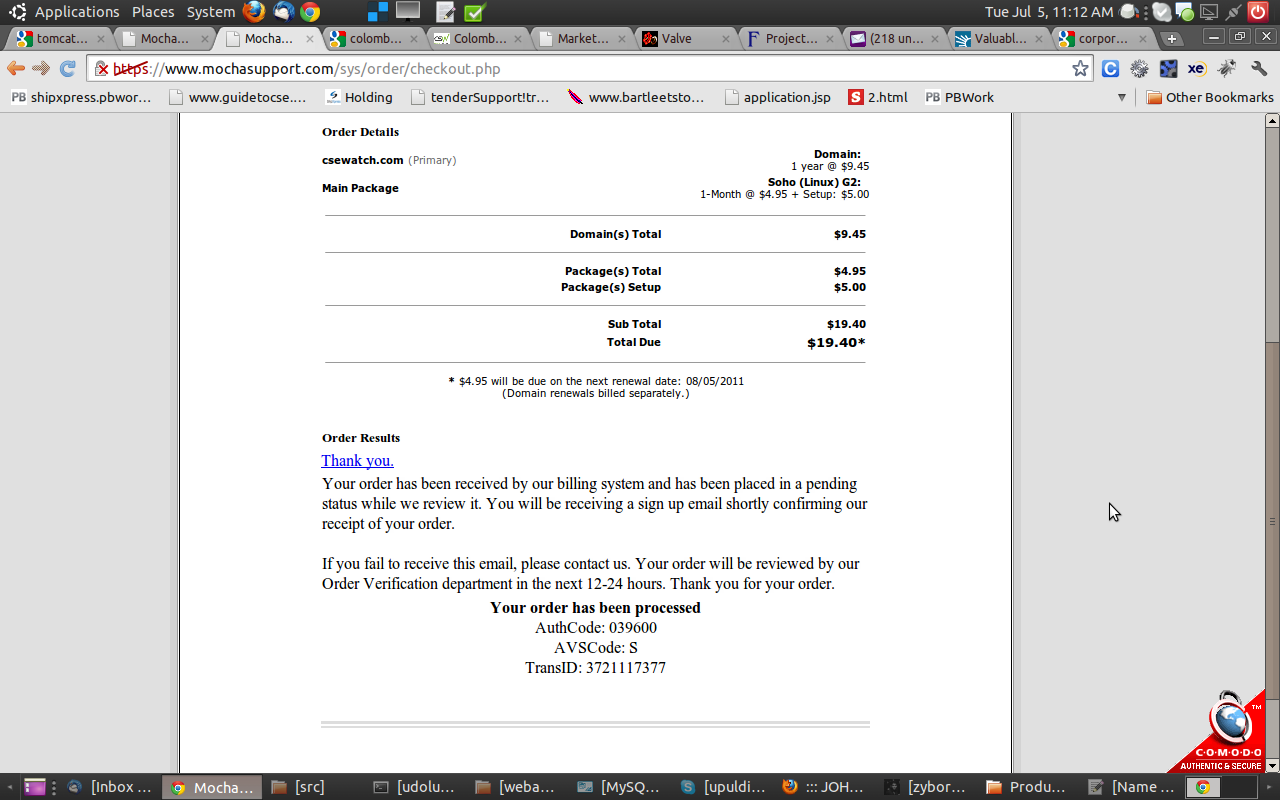 Applications Places System Tue Jul 5, 11:12 AM
tomcat... Mocha... Mocha... colomb... Colomb... Market... Valve Project... (218 un... Valuabl... corpor...
https://www.mochasupport.com/sys/order/checkout.php
PB shipxpress.pbwor... www.guidetocse.... Holding tenderSupport!tr... www.bartleetsto... application.jsp S 2.html PB PBWork Other Bookmarks
Order Details
csewatch.com (Primary)
Domain:
1 year @ $9.45
Main Package
Soho (Linux) G2:
1-Month @ $4.95 + Setup: $5.00
Domain(s) Total $9.45
Package(s) Total $4.95
Package(s) Setup $5.00
Sub Total $19.40
Total Due $19.40*
* $4.95 will be due on the next renewal date: 08/05/2011
(Domain renewals billed separately.)
Order Results
Thank you.
Your order has been received by our billing system and has been placed in a pending
status while we review it. You will be receiving a sign up email shortly confirming our
receipt of your order.
If you fail to receive this email, please contact us. Your order will be reviewed by our
Order Verification department in the next 12-24 hours. Thank you for your order.
Your order has been processed
AuthCode: 039600
AVSCode: S
TransID: 3721117377
TM
C·O·M·O·D·O
AUTHENTIC & SECURE
[Inbox ... Mocha... [src] [udolu... [weba... [MySQ... [upuldi... ::: JOH... [zybor... Produ... [Name ...